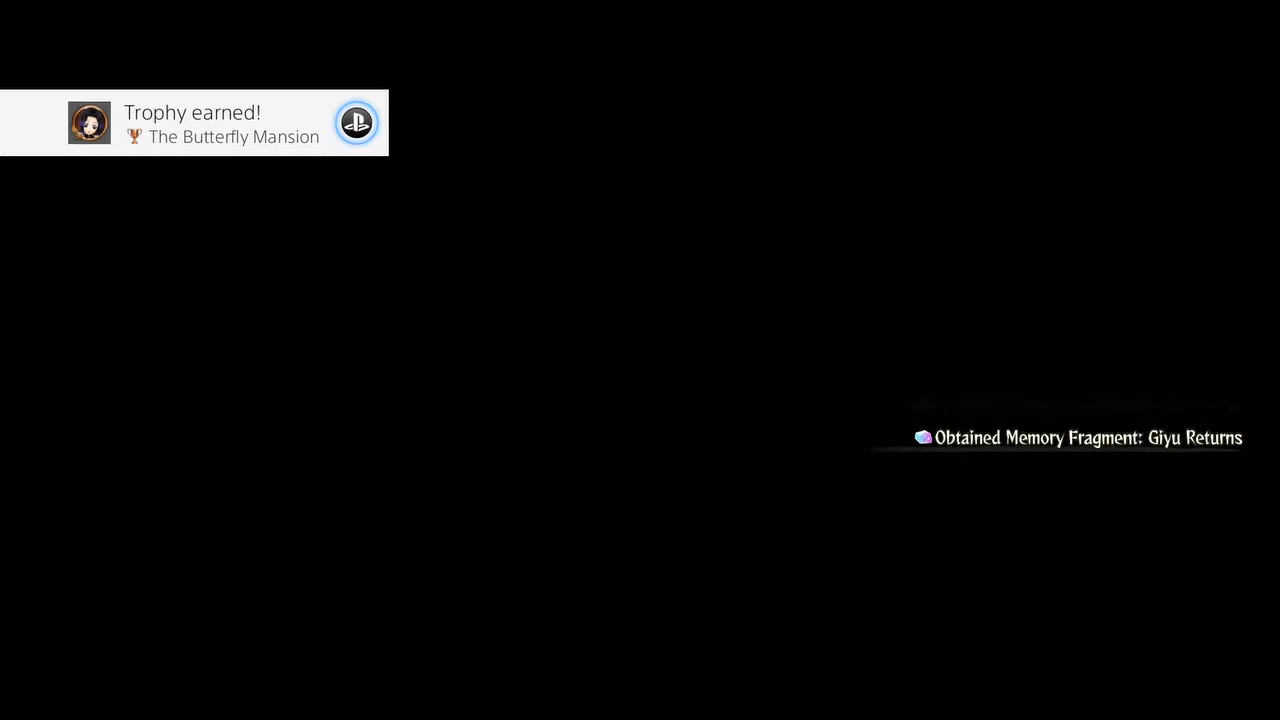 Trophy earned!
The Butterfly Mansion
Obtained Memory Fragment: Giyu Returns